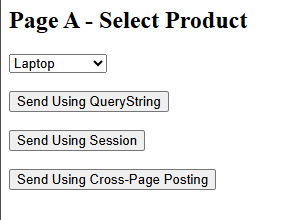 Page A - Select Product
Laptop
Send Using QueryString
Send Using Session
Send Using Cross-Page Posting